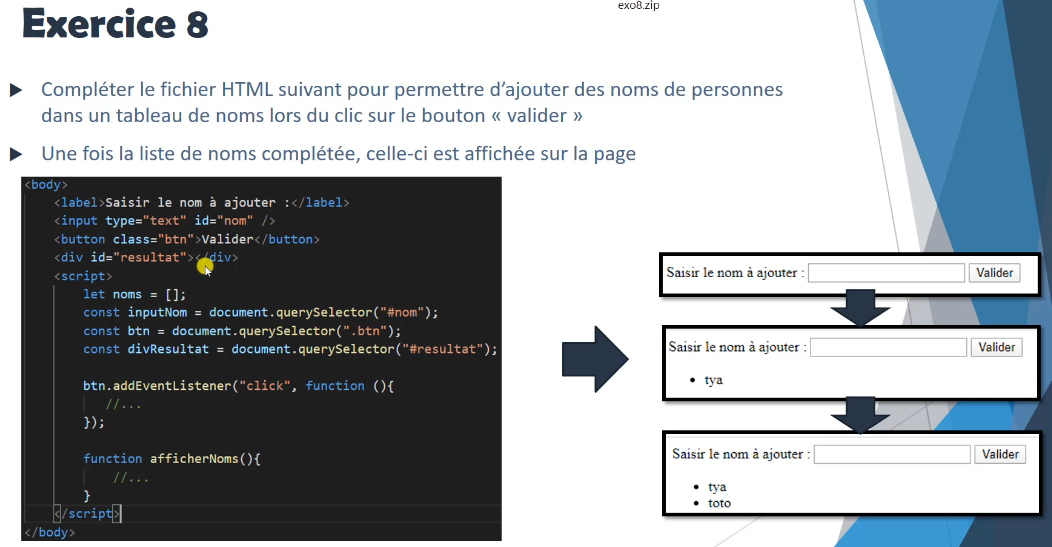 exo8.zip
Exercice 8
Compléter le fichier HTML suivant pour permettre d’ajouter des noms de personnes
dans un tableau de noms lors du clic sur le bouton « valider »
Une fois la liste de noms complétée, celle-ci est affichée sur la page
<body>
<label>Saisir le nom à ajouter :</label>
<input type="text" id="nom" />
<button class="btn">Valider</button>
<div id="resultat"></div>
<script>
let noms = [];
const inputNom = document.querySelector("#nom");
const btn = document.querySelector(".btn");
const divResultat = document.querySelector("#resultat");
btn.addEventListener("click", function (){
//...
});
function afficherNoms(){
//...
}
</script>
</body>
Saisir le nom à ajouter : Valider
Saisir le nom à ajouter : Valider
• tya
Saisir le nom à ajouter : Valider
• tya
• toto